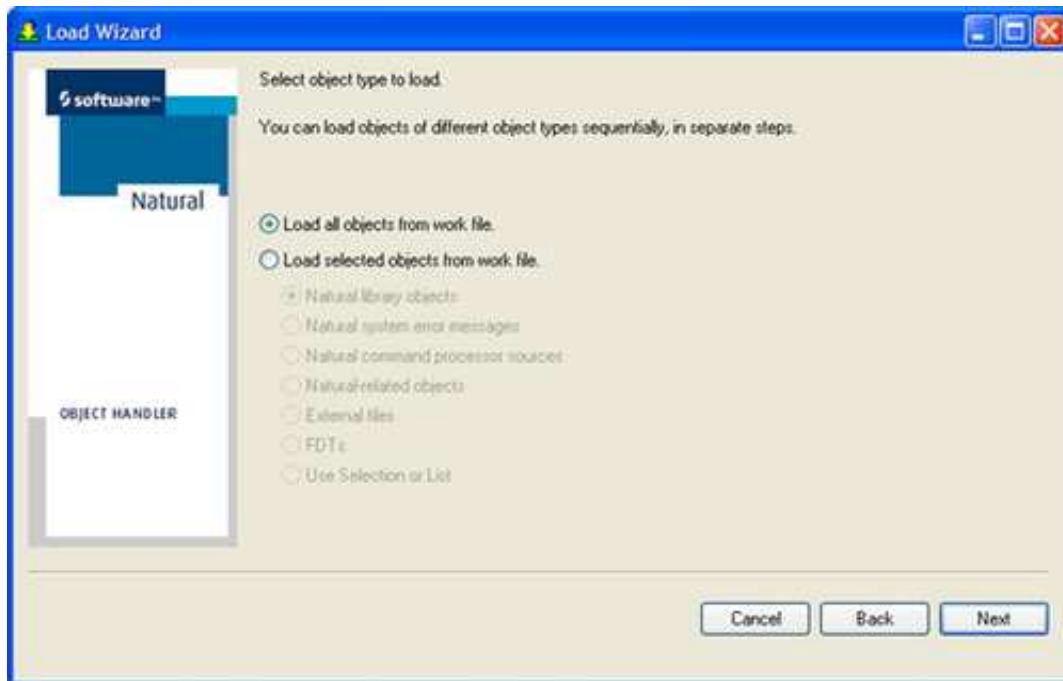 Load Wizard
software
Natural
OBJECT HANDLER
Select object type to load.
You can load objects of different object types sequentially, in separate steps.
Load all objects from work file.
Load selected objects from work file.
Natural library objects
Natural system error messages
Natural command processor sources
Natural-related objects
External files
FDTs
Use Selection or List
Cancel
Back
Next